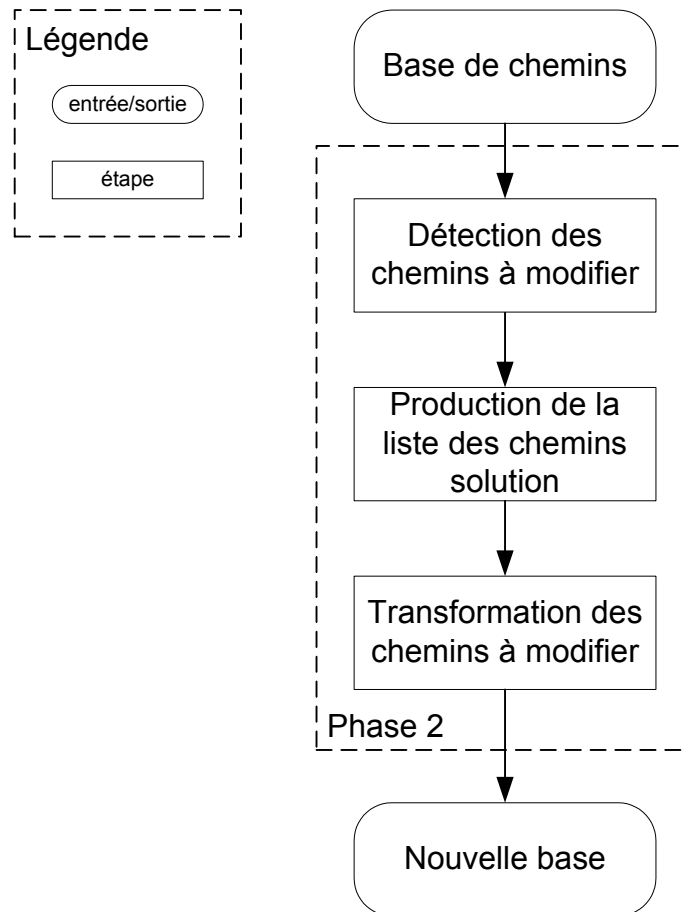 Légende
entrée/sortie
étape
Base de chemins
Détection des
chemins à modifier
Production de la
liste des chemins
solution
Transformation des
chemins à modifier
Phase 2
Nouvelle base